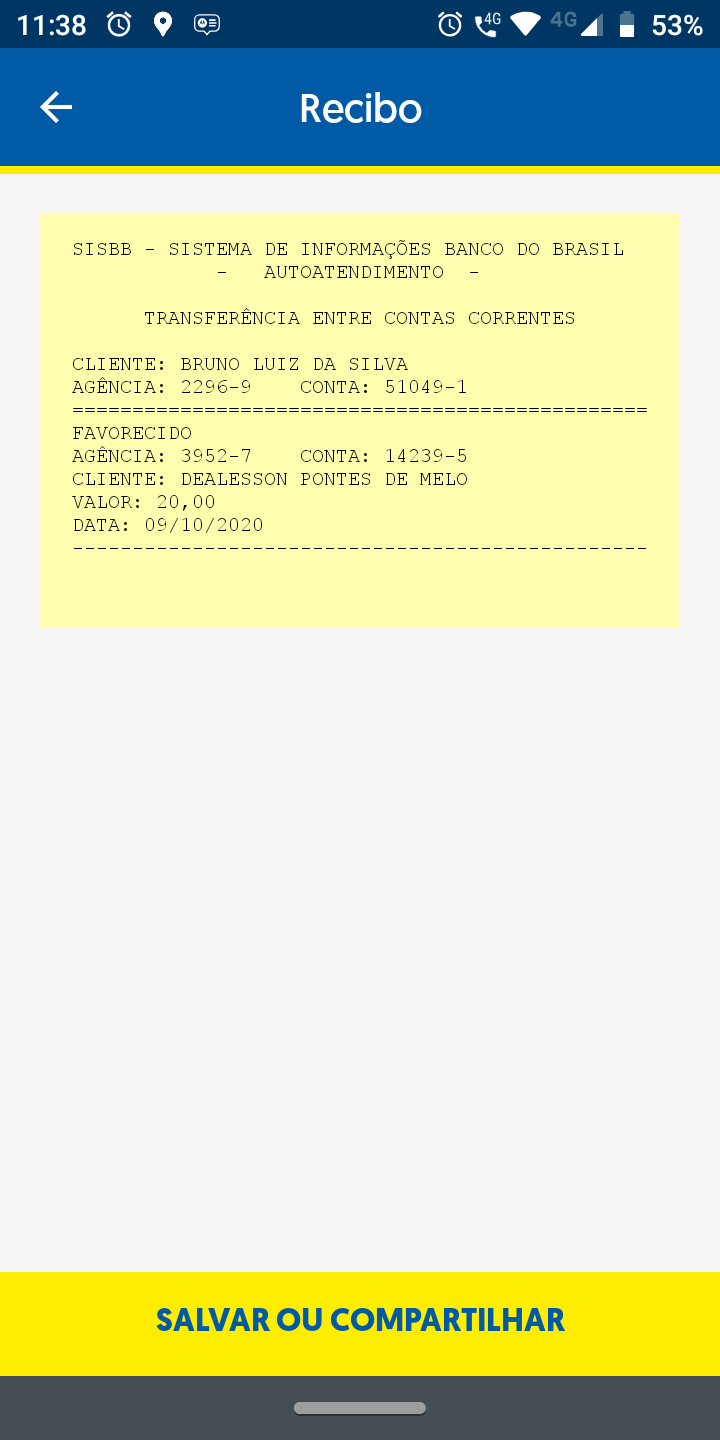 11:38 4G 4G 53%
Recibo
SISBB - SISTEMA DE INFORMAÇÕES BANCO DO BRASIL
- AUTOATENDIMENTO -
TRANSFERÊNCIA ENTRE CONTAS CORRENTES
CLIENTE: BRUNO LUIZ DA SILVA
AGÊNCIA: 2296-9 CONTA: 51049-1
================================================
FAVORECIDO
AGÊNCIA: 3952-7 CONTA: 14239-5
CLIENTE: DEALESSON PONTES DE MELO
VALOR: 20,00
DATA: 09/10/2020
------------------------------------------------
SALVAR OU COMPARTILHAR